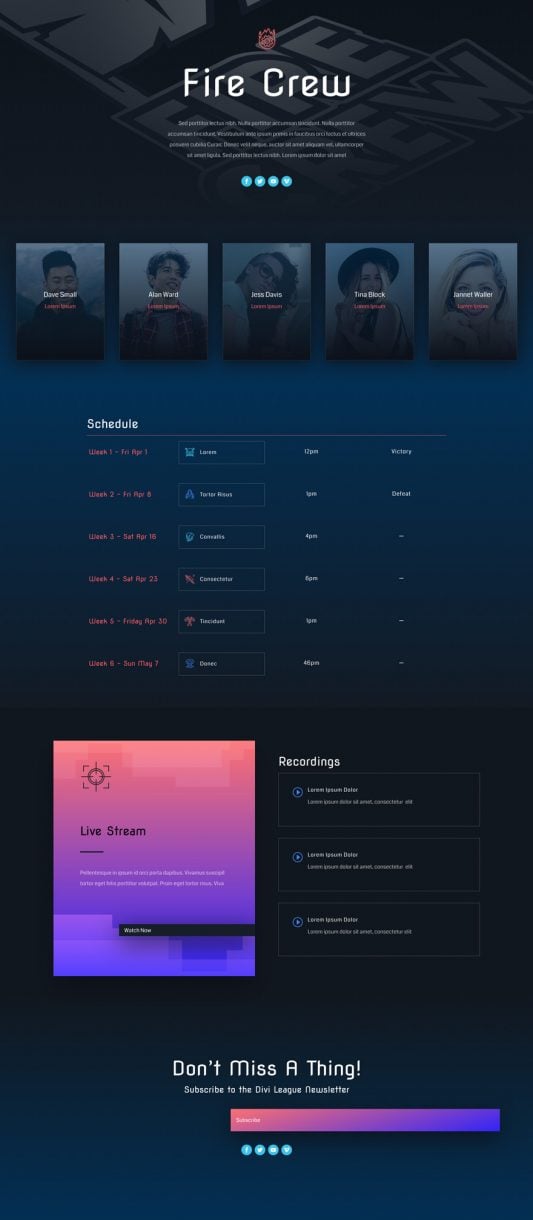 Fire Crew
Sed porttitor lectus nibh. Nulla porttitor accumsan tincidunt. Nulla porttitor
accumsan tincidunt. Vestibulum ante ipsum primis in faucibus orci luctus et ultrices
posuere cubilia Curae; Donec velit neque, auctor sit amet aliquam vel, ullamcorper
sit amet ligula. Sed porttitor lectus nibh. Lorem ipsum dolor sit amet
Dave Small
Lorem Ipsum
Alan Ward
Lorem Ipsum
Jess Davis
Lorem Ipsum
Tina Block
Lorem Ipsum
Jannet Waller
Lorem Ipsum
Schedule
Week 1 - Fri Apr 1 Lorem 12pm Victory
Week 2 - Fri Apr 8 Tortor Risus 1pm Defeat
Week 3 - Sat Apr 16 Convallis 4pm —
Week 4 - Sat Apr 23 Consectetur 6pm —
Week 5 - Friday Apr 30 Tincidunt 1pm —
Week 6 - Sun May 7 Donec 46pm —
Live Stream
Pellentesque in ipsum id orci porta dapibus. Vivamus suscipit
tortor eget felis porttitor volutpat. Proin eget tortor risus. Viva
Watch Now
Recordings
Lorem Ipsum Dolor
Lorem ipsum dolor sit amet, consectetur elit
Lorem Ipsum Dolor
Lorem ipsum dolor sit amet, consectetur elit
Lorem Ipsum Dolor
Lorem ipsum dolor sit amet, consectetur elit
Don't Miss A Thing!
Subscribe to the Divi League Newsletter
Subscribe